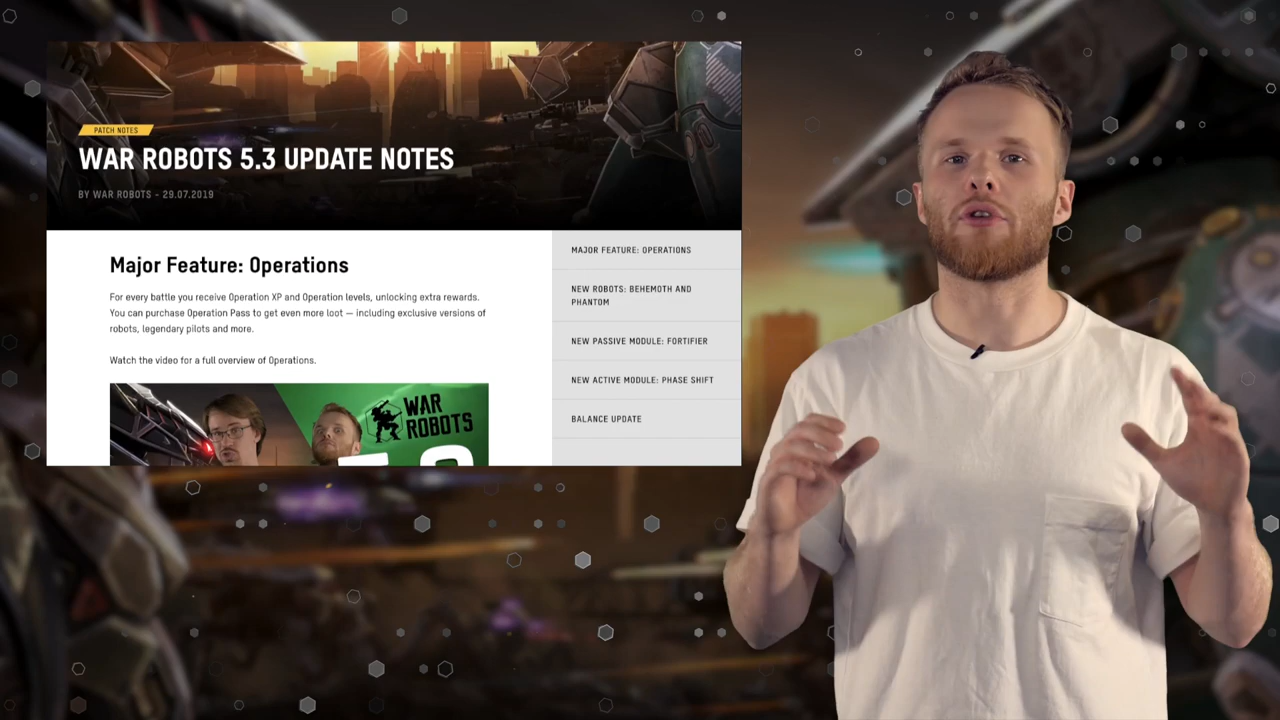 PATCH NOTES
WAR ROBOTS 5.3 UPDATE NOTES
BY WAR ROBOTS - 29.07.2019
Major Feature: Operations
For every battle you receive Operation XP and Operation levels, unlocking extra rewards.
You can purchase Operation Pass to get even more loot — including exclusive versions of
robots, legendary pilots and more.
Watch the video for a full overview of Operations.
WAR
ROBOTS
MAJOR FEATURE: OPERATIONS
NEW ROBOTS: BEHEMOTH AND
PHANTOM
NEW PASSIVE MODULE: FORTIFIER
NEW ACTIVE MODULE: PHASE SHIFT
BALANCE UPDATE